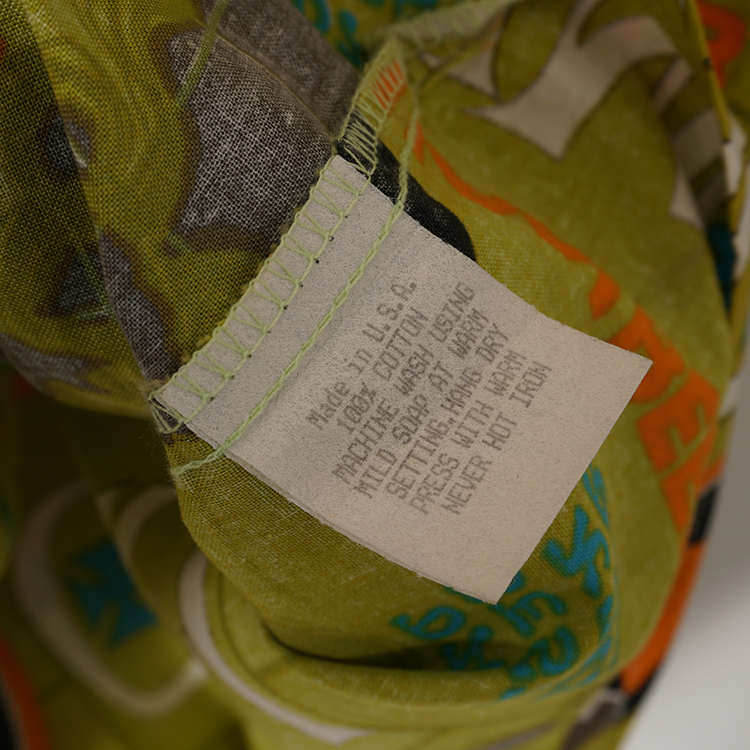 Made in U.S.A.
100% COTTON
MACHINE WASH USING
MILD SOAP AT WARM
SETTING, HANG DRY
PRESS WITH WARM
NEVER HOT IRON